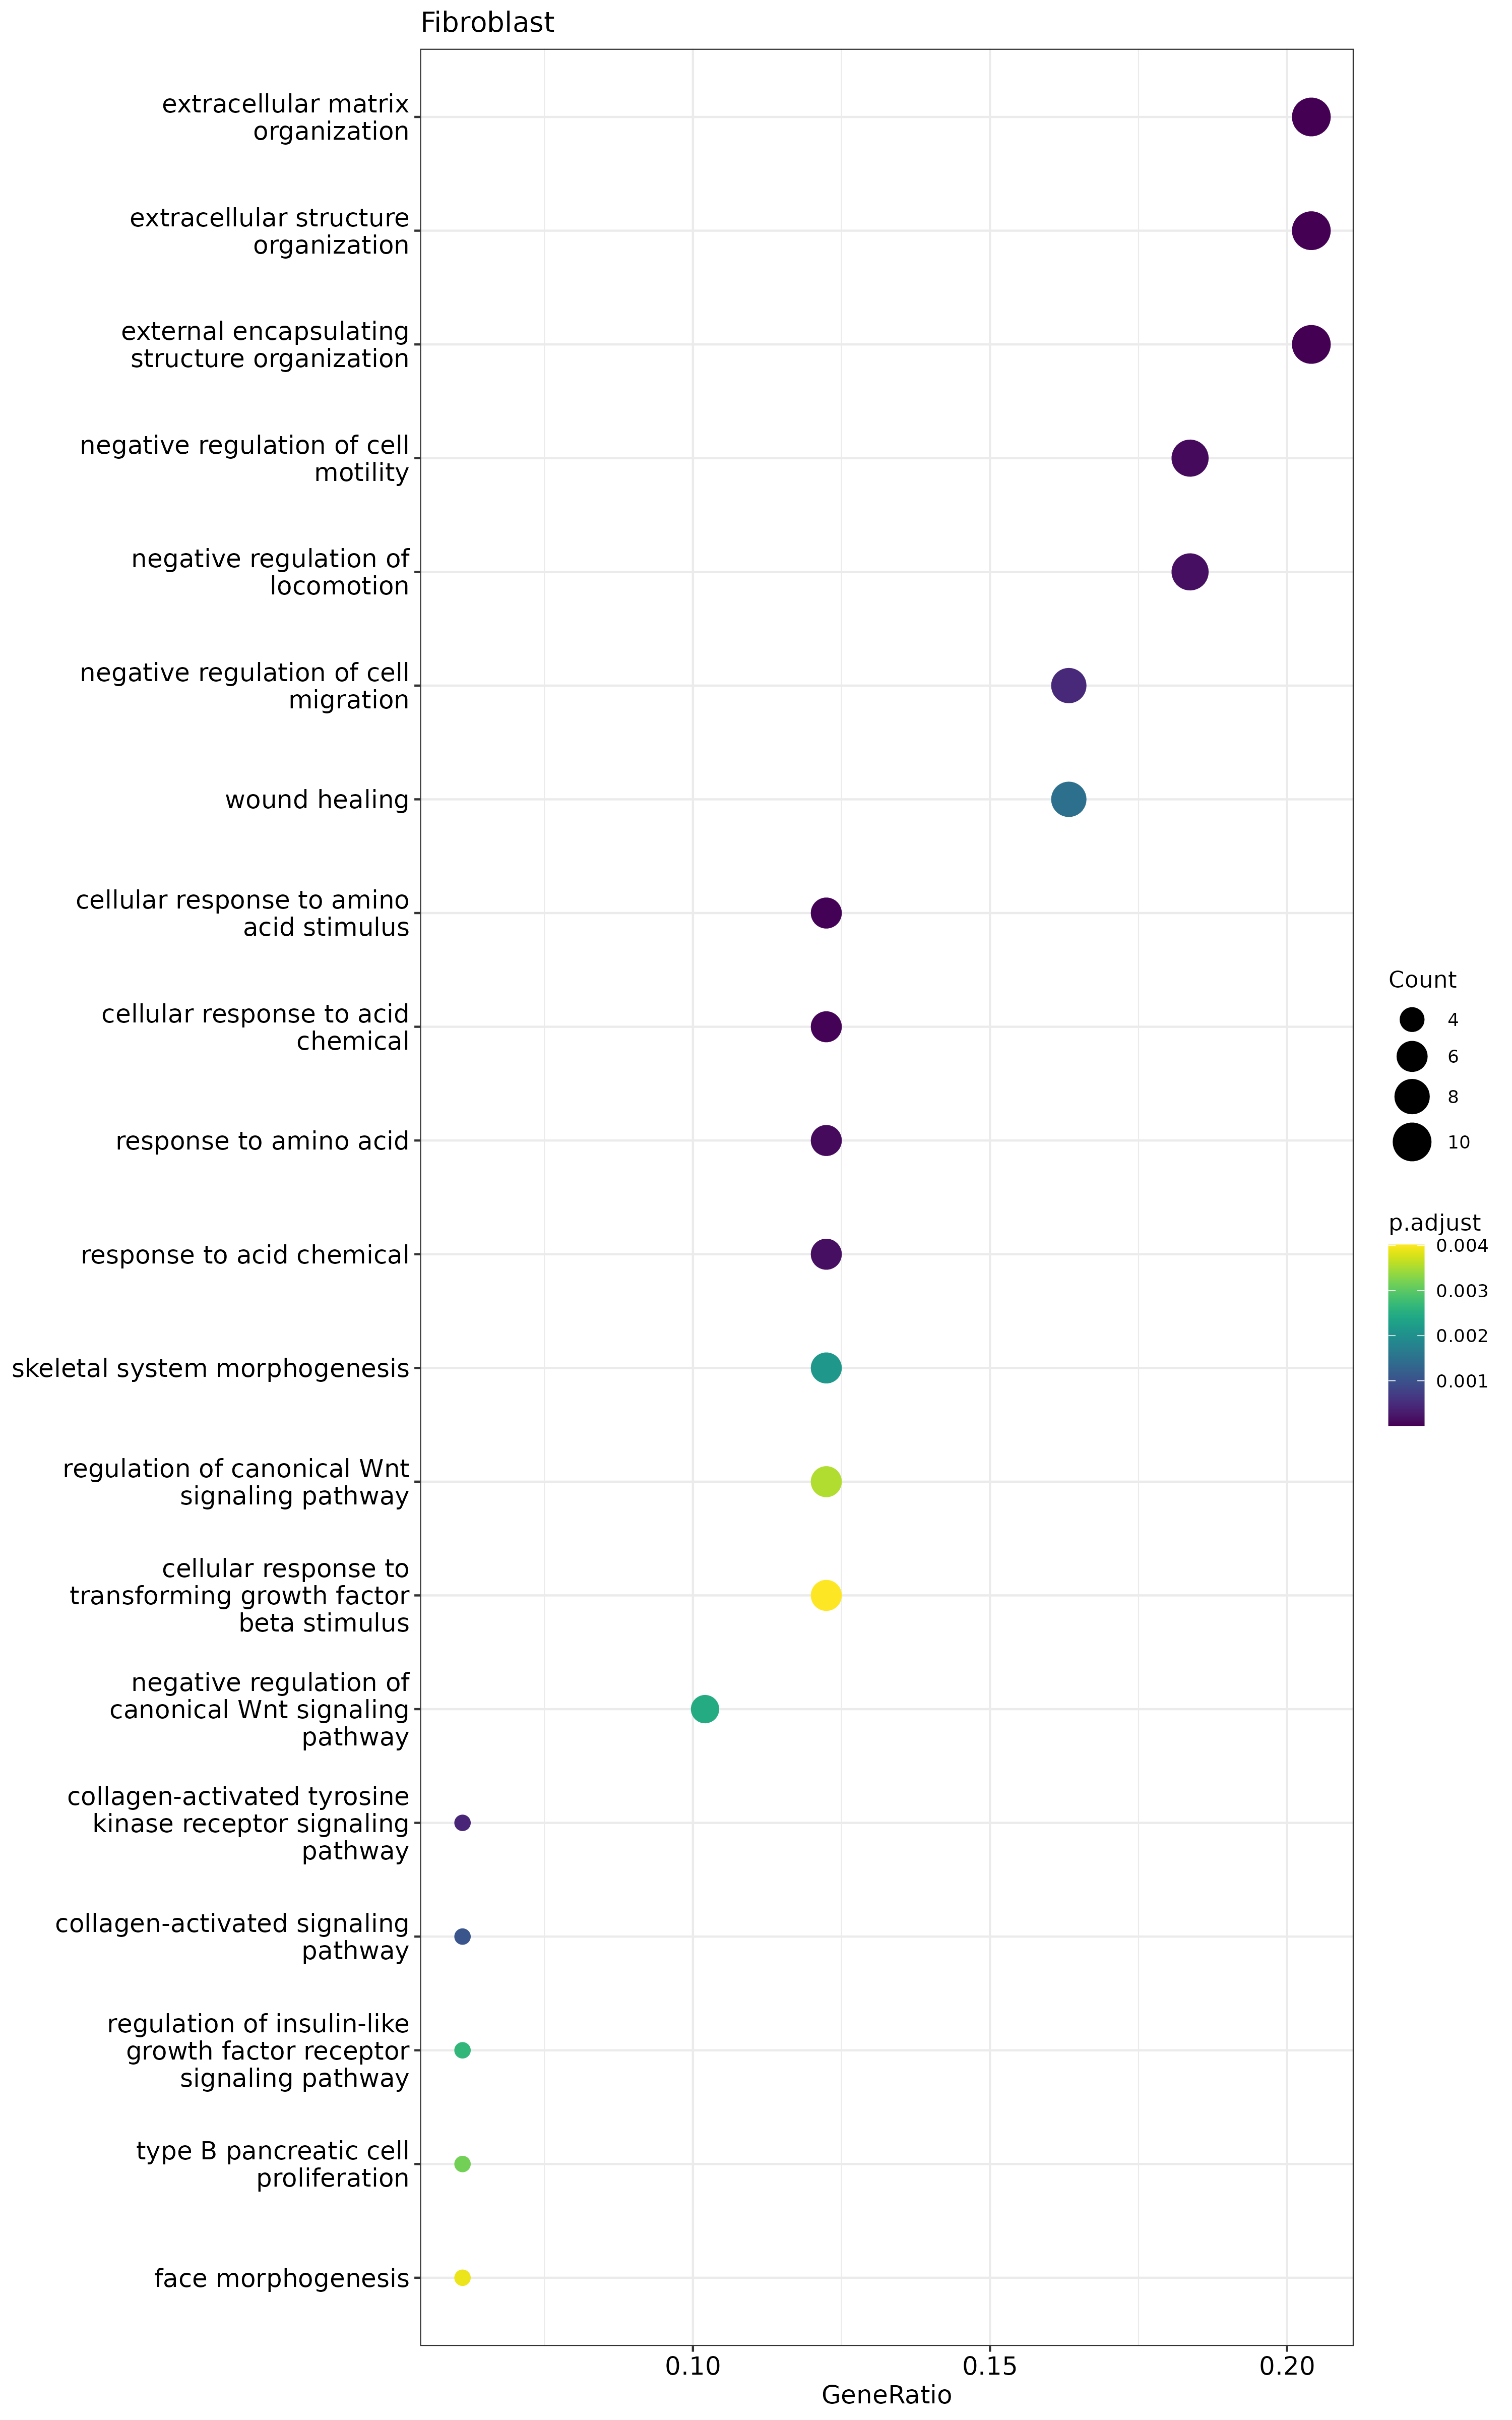 Fibroblast
extracellular matrix
organization
extracellular structure
organization
external encapsulating
structure organization
negative regulation of cell
motility
negative regulation of
locomotion
negative regulation of cell
migration
wound healing
cellular response to amino
acid stimulus
cellular response to acid
chemical
response to amino acid
response to acid chemical
skeletal system morphogenesis
regulation of canonical Wnt
signaling pathway
cellular response to
transforming growth factor
beta stimulus
negative regulation of
canonical Wnt signaling
pathway
collagen-activated tyrosine
kinase receptor signaling
pathway
collagen-activated signaling
pathway
regulation of insulin-like
growth factor receptor
signaling pathway
type B pancreatic cell
proliferation
face morphogenesis
0.10 0.15 0.20
GeneRatio
Count
4
6
8
10
p.adjust
0.004
0.003
0.002
0.001